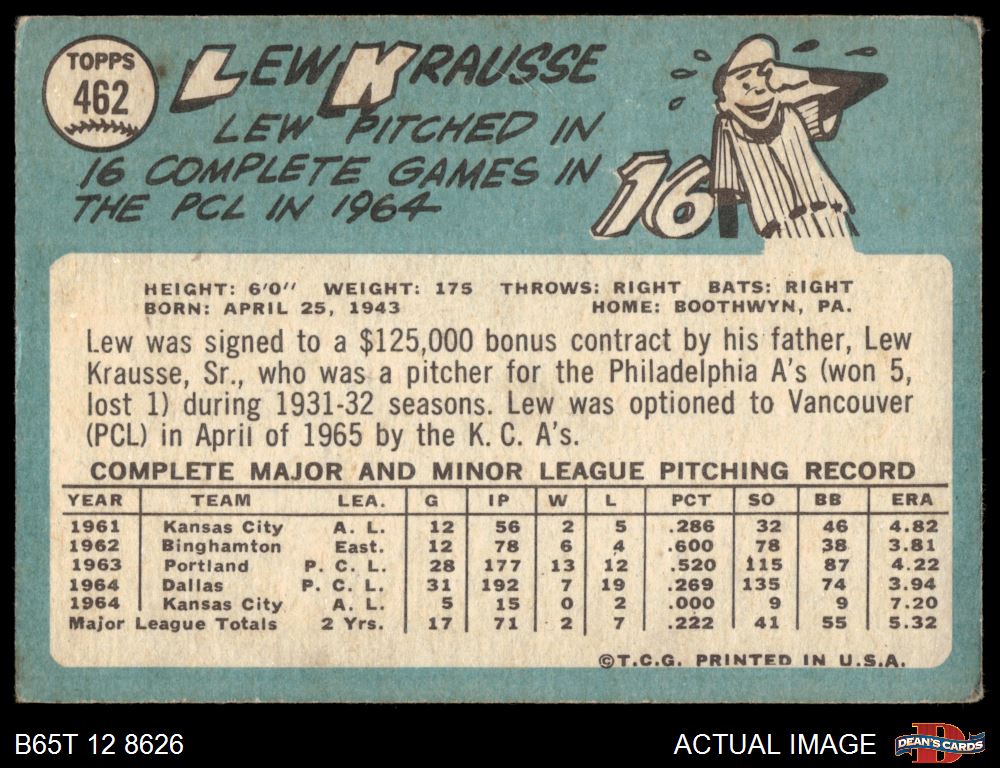 TOPPS
462
LEW KRAUSSE
LEW PITCHED IN
16 COMPLETE GAMES IN
THE PCL IN 1964
16
HEIGHT: 6'0" WEIGHT: 175 THROWS: RIGHT BATS: RIGHT
BORN: APRIL 25, 1943 HOME: BOOTHWYN, PA.
Lew was signed to a $125,000 bonus contract by his father, Lew
Krausse, Sr., who was a pitcher for the Philadelphia A's (won 5,
lost 1) during 1931-32 seasons. Lew was optioned to Vancouver
(PCL) in April of 1965 by the K. C. A's.
COMPLETE MAJOR AND MINOR LEAGUE PITCHING RECORD
YEAR TEAM LEA. G IP W L PCT SO BB ERA
1961 Kansas City A. L. 12 56 2 5 .286 32 46 4.82
1962 Binghamton East. 12 78 6 4 .600 78 38 3.81
1963 Portland P. C. L. 28 177 13 12 .520 115 87 4.22
1964 Dallas P. C. L. 31 192 7 19 .269 135 74 3.94
1964 Kansas City A. L. 5 15 0 2 .000 9 9 7.20
Major League Totals 2 Yrs. 17 71 2 7 .222 41 55 5.32
©T.C.G. PRINTED IN U.S.A.
B65T 12 8626
ACTUAL IMAGE
D
DEAN'S CARDS